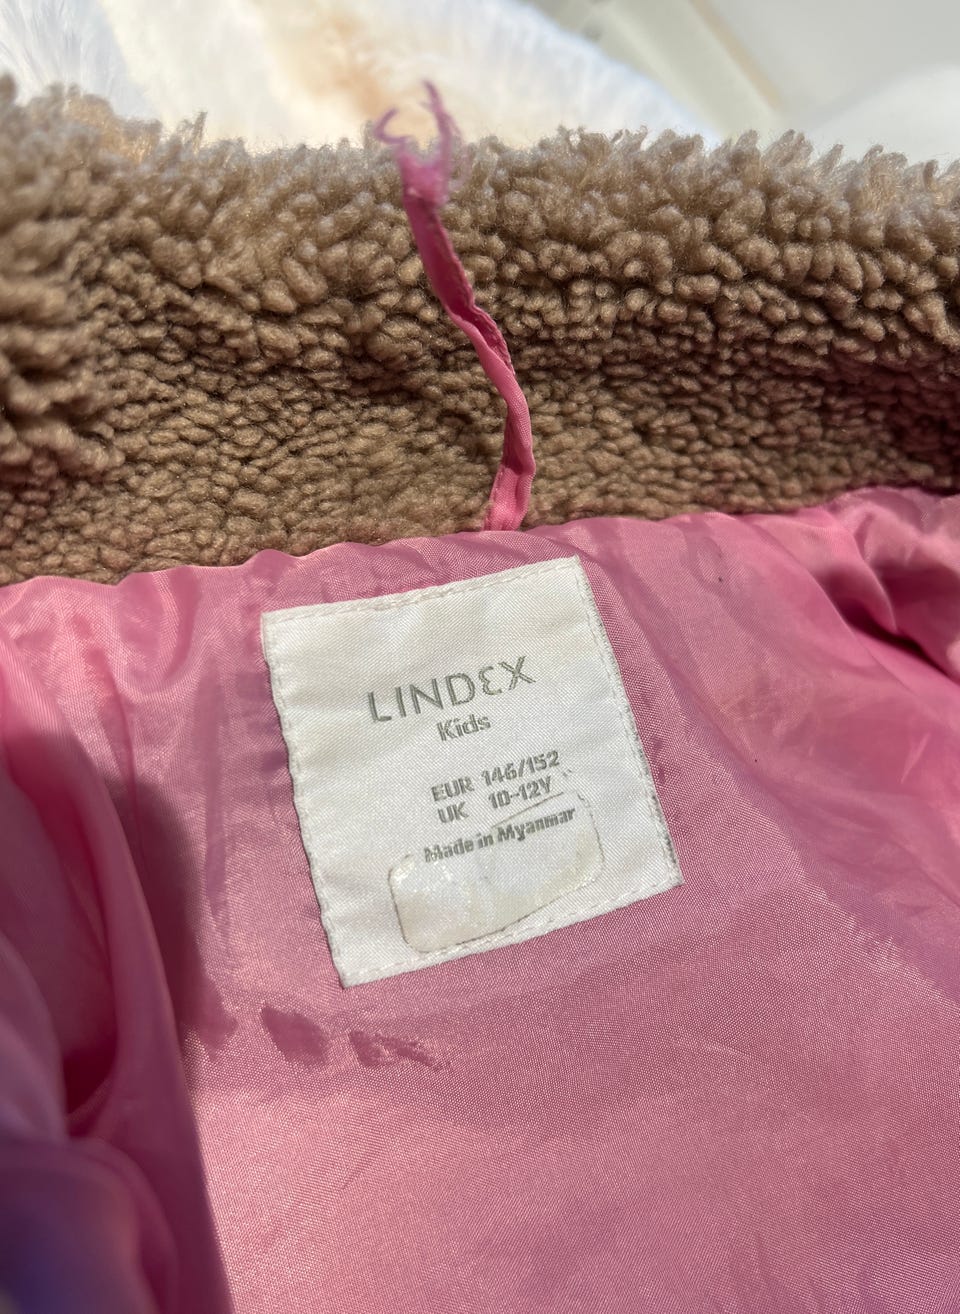 LINDEX
Kids
EUR 146/152
UK 10-12Y
Made in Myanmar